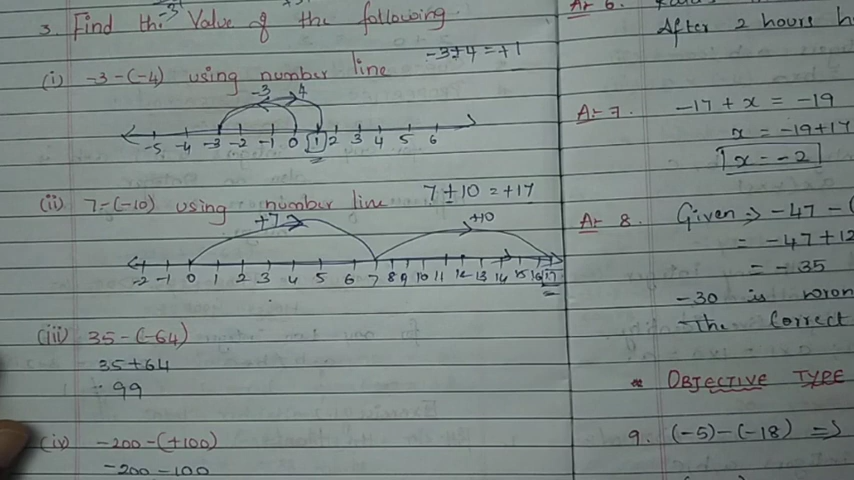 3. Find the Value of the following.
(i) -3-(-4) using number line
-3+4 = +1
-3 4
-5 -4 -3 -2 -1 0 1 2 3 4 5 6
(ii) 7-(-10) using number line
7+10 = +17
+7 +10
-2 -1 0 1 2 3 4 5 6 7 8 9 10 11 12 13 14 15 16 17
(iii) 35-(-64)
35+64
99
(iv) -200-(+100)
-200-100
Ar 6.
After 2 hours h
Ar 7.
-17 + x = -19
x = -19+17
x = -2
Ar 8.
Given => -47 -(
= -47+12
= -35
-30 is wron
The correct
* OBJECTIVE TYPE
9. (-5)-(-18) =>